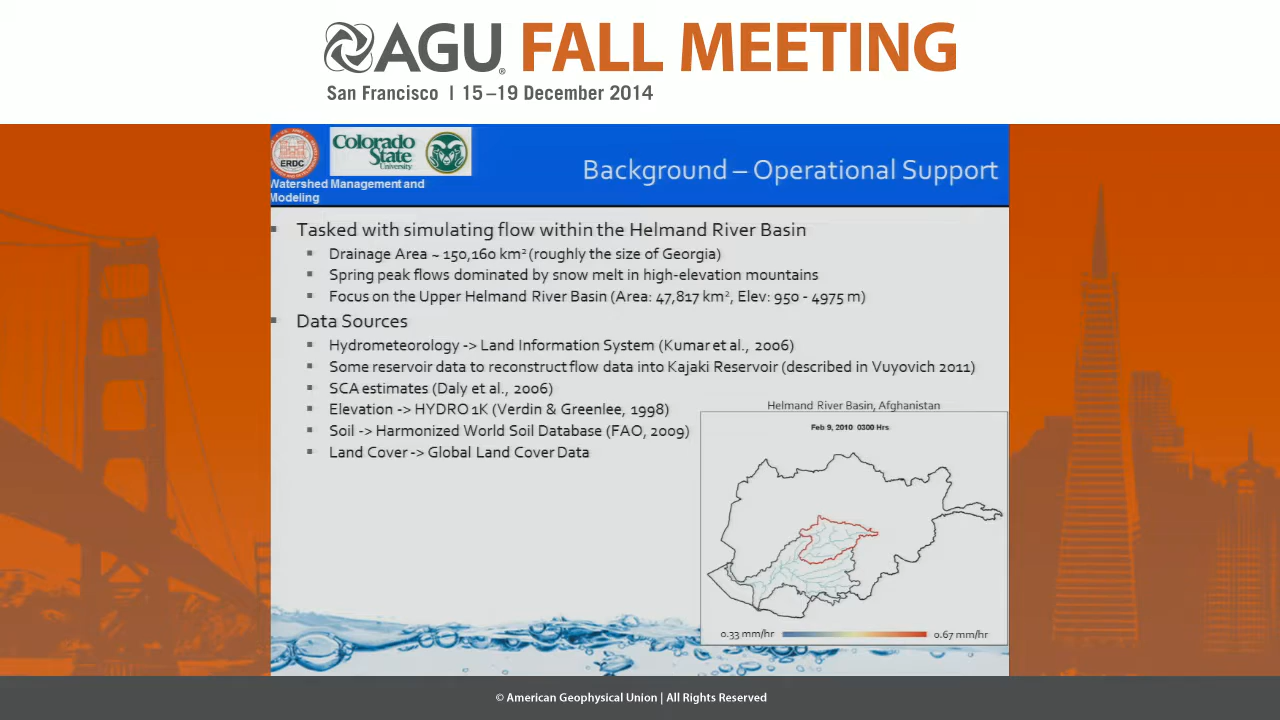 AGU FALL MEETING
San Francisco | 15–19 December 2014
ERDC
Colorado
State
University
Watershed Management and
Modeling
Background – Operational Support
Tasked with simulating flow within the Helmand River Basin
Drainage Area ~ 150,160 km² (roughly the size of Georgia)
Spring peak flows dominated by snow melt in high-elevation mountains
Focus on the Upper Helmand River Basin (Area: 47,817 km², Elev: 950 - 4975 m)
Data Sources
Hydrometeorology -> Land Information System (Kumar et al., 2006)
Some reservoir data to reconstruct flow data into Kajaki Reservoir (described in Vuyovich 2011)
SCA estimates (Daly et al., 2006)
Elevation -> HYDRO 1K (Verdin & Greenlee, 1998)
Soil -> Harmonized World Soil Database (FAO, 2009)
Land Cover -> Global Land Cover Data
Helmand River Basin, Afghanistan
Feb 9, 2010 0300 Hrs
0.33 mm/hr
0.67 mm/hr
© American Geophysical Union | All Rights Reserved